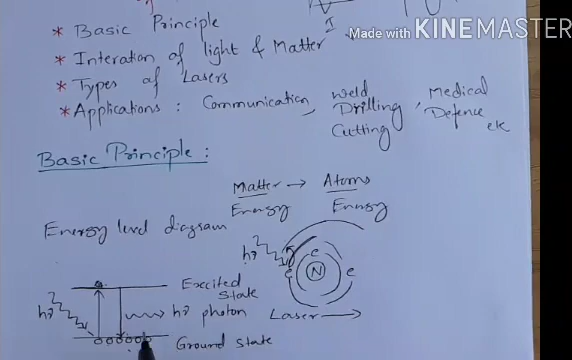 Made with KINEMASTER
* Basic Principle
* Interation of light & Matter
* Types of Lasers
* Applications : Communication, weld Drilling Cutting, Medical Defence etc
Basic Principle :
Matter → Atoms
Energy Energy
Energy level diagram
hν
e
e N e
Excited state
hν
hν photon
Laser →
Ground state